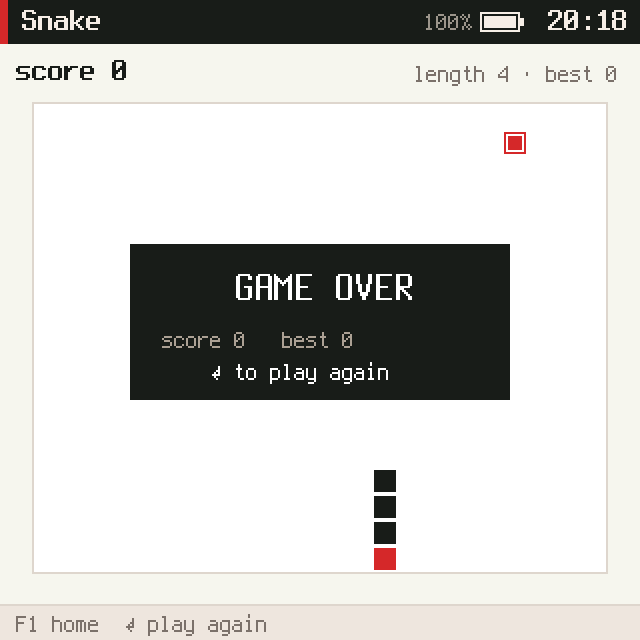 Snake 100% 20:18
score 0 length 4 · best 0
GAME OVER
score 0 best 0
↲ to play again
F1 home ↲ play again